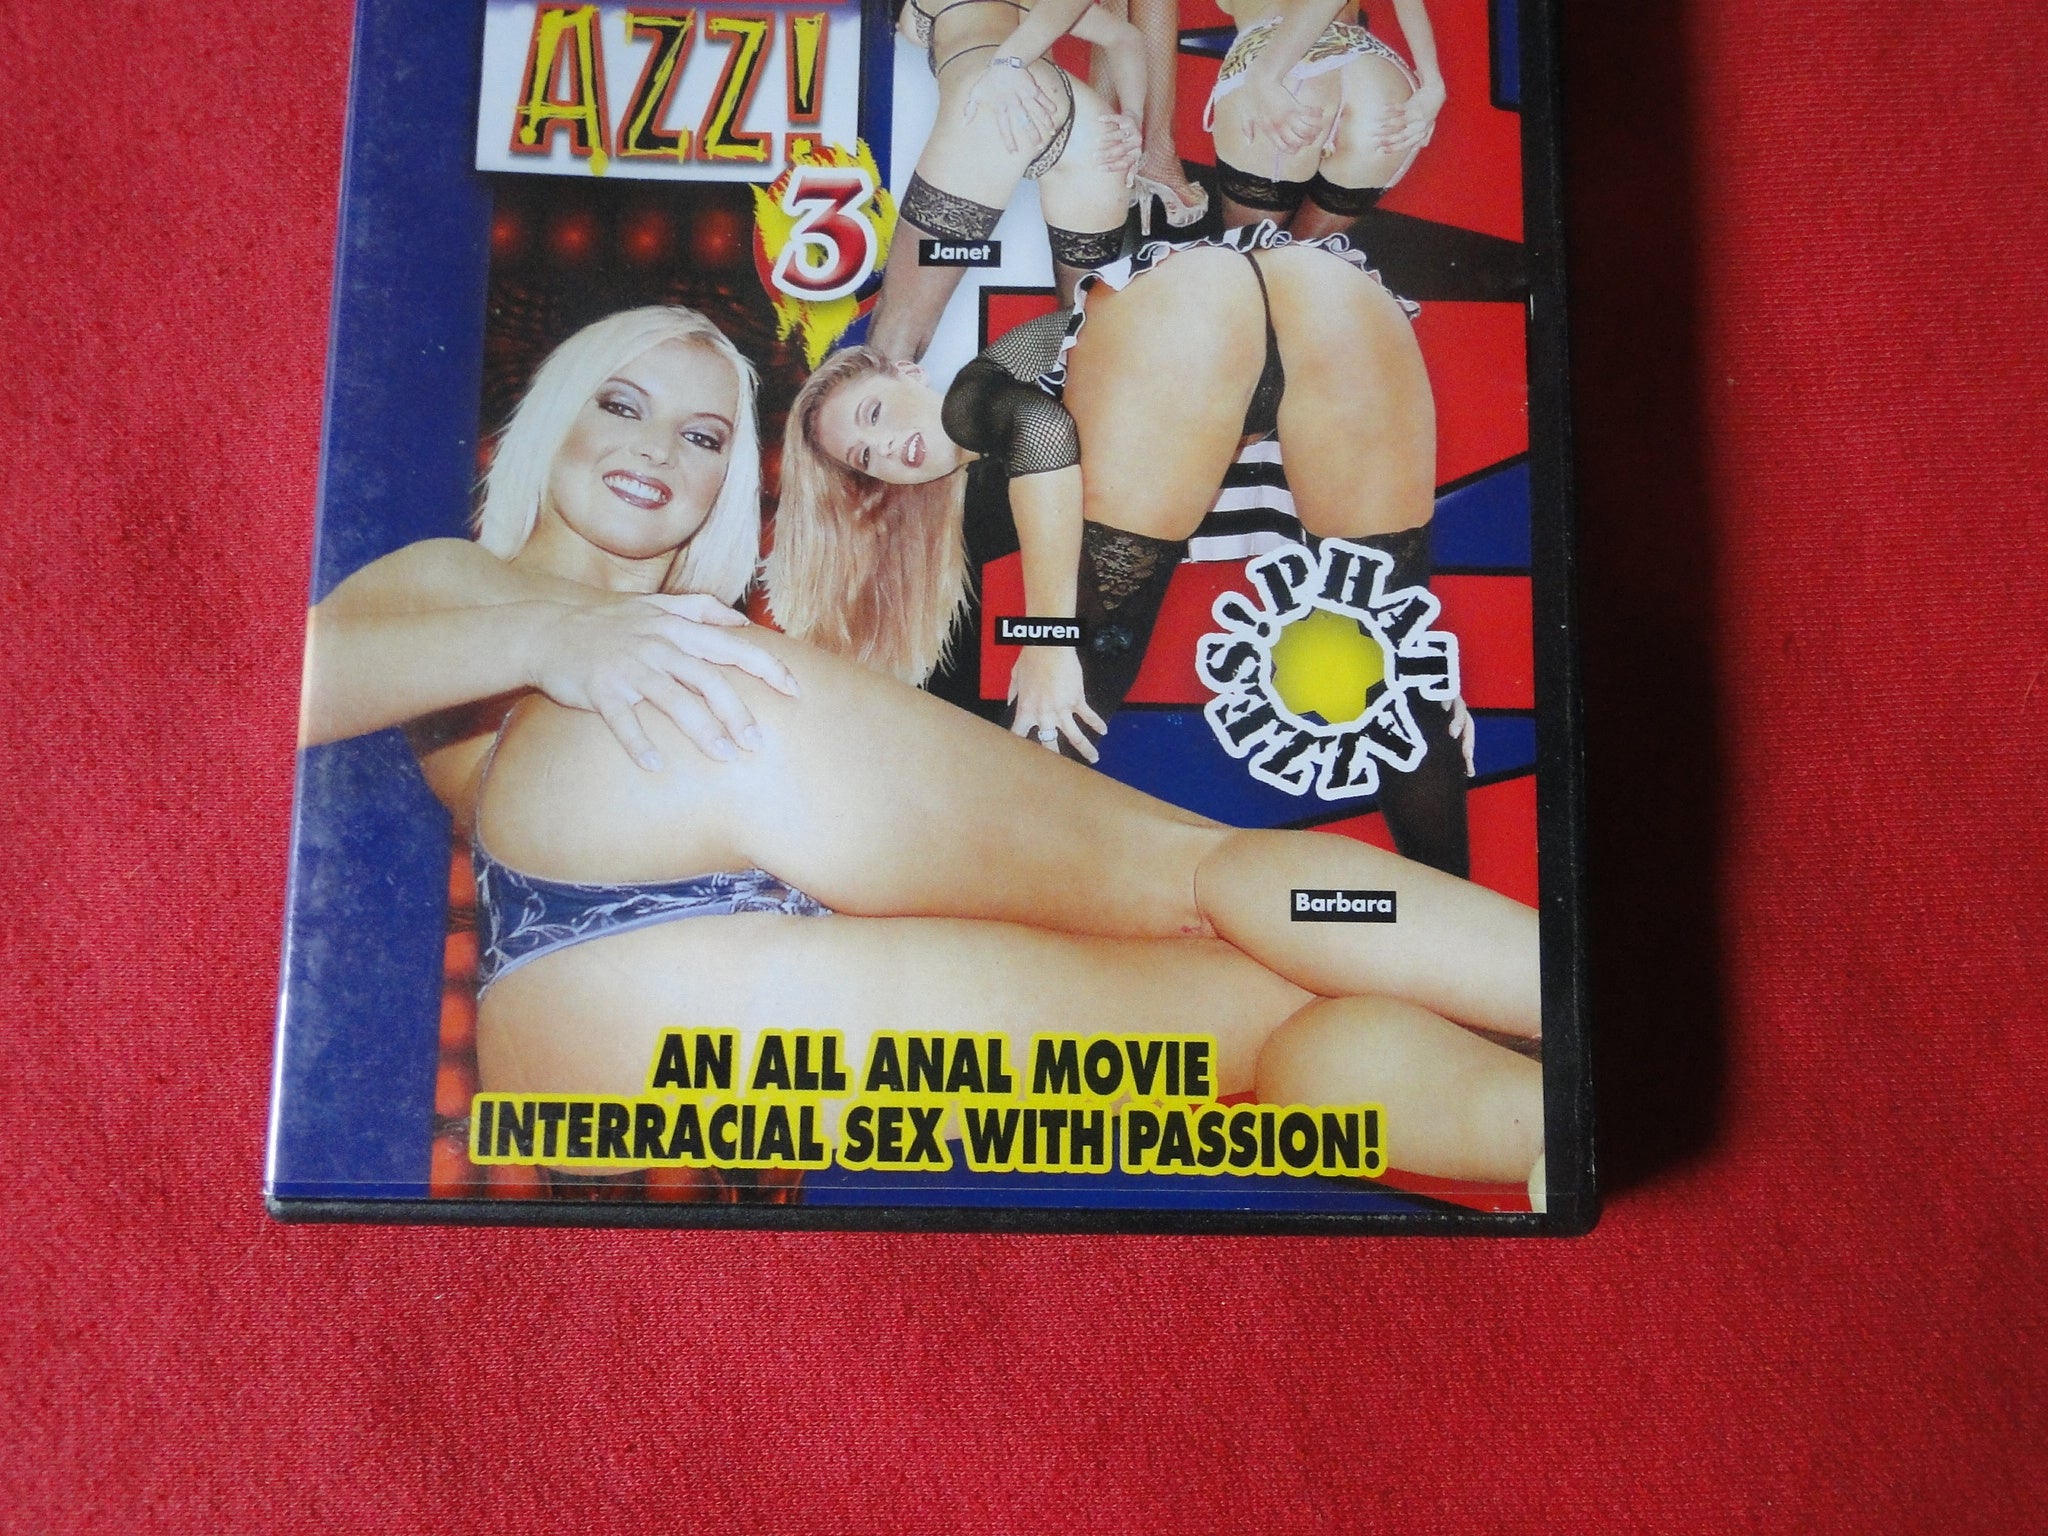 AZZ!
3
Janet
Lauren
PHAT AZZES!
Barbara
AN ALL ANAL MOVIE
INTERRACIAL SEX WITH PASSION!